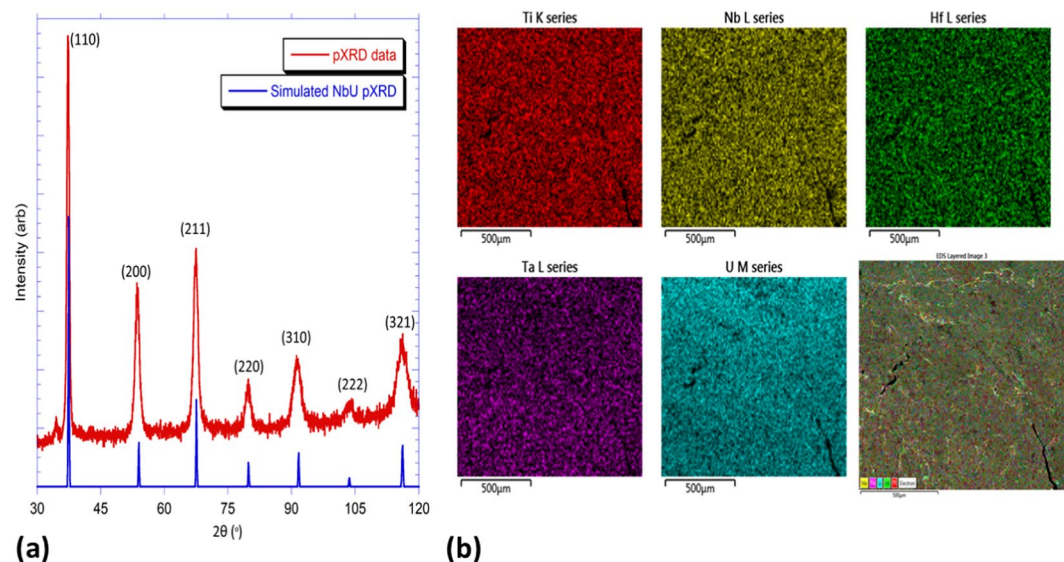 (110)
pXRD data
Simulated NbU pXRD
(200)
(211)
(220)
(310)
(222)
(321)
Intensity (arb)
30 45 60 75 90 105 120
2θ (°)
(a)
Ti K series
Nb L series
Hf L series
500μm
500μm
500μm
Ta L series
U M series
EDS Layered Image 3
500μm
500μm
Electron
500μm
(b)